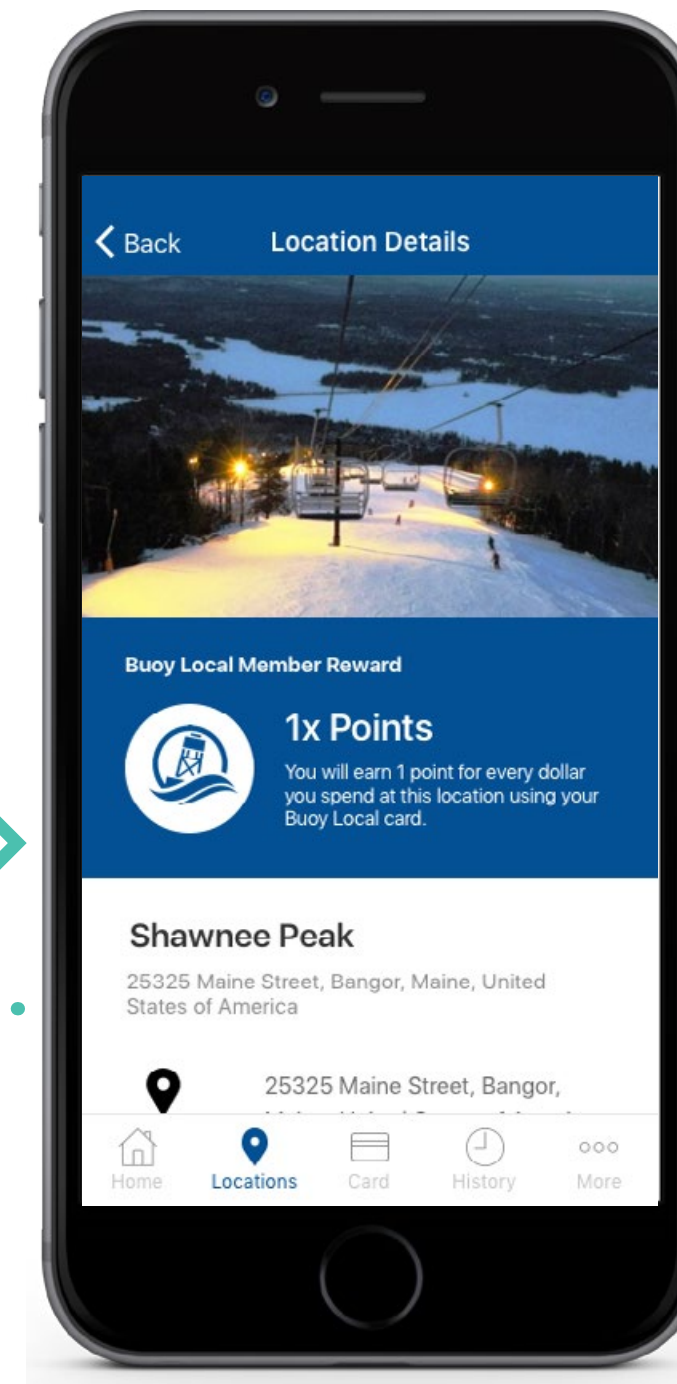 Back
Location Details
Buoy Local Member Reward
1x Points
You will earn 1 point for every dollar
you spend at this location using your
Buoy Local card.
Shawnee Peak
25325 Maine Street, Bangor, Maine, United
States of America
25325 Maine Street, Bangor,
Home
Locations
Card
History
More